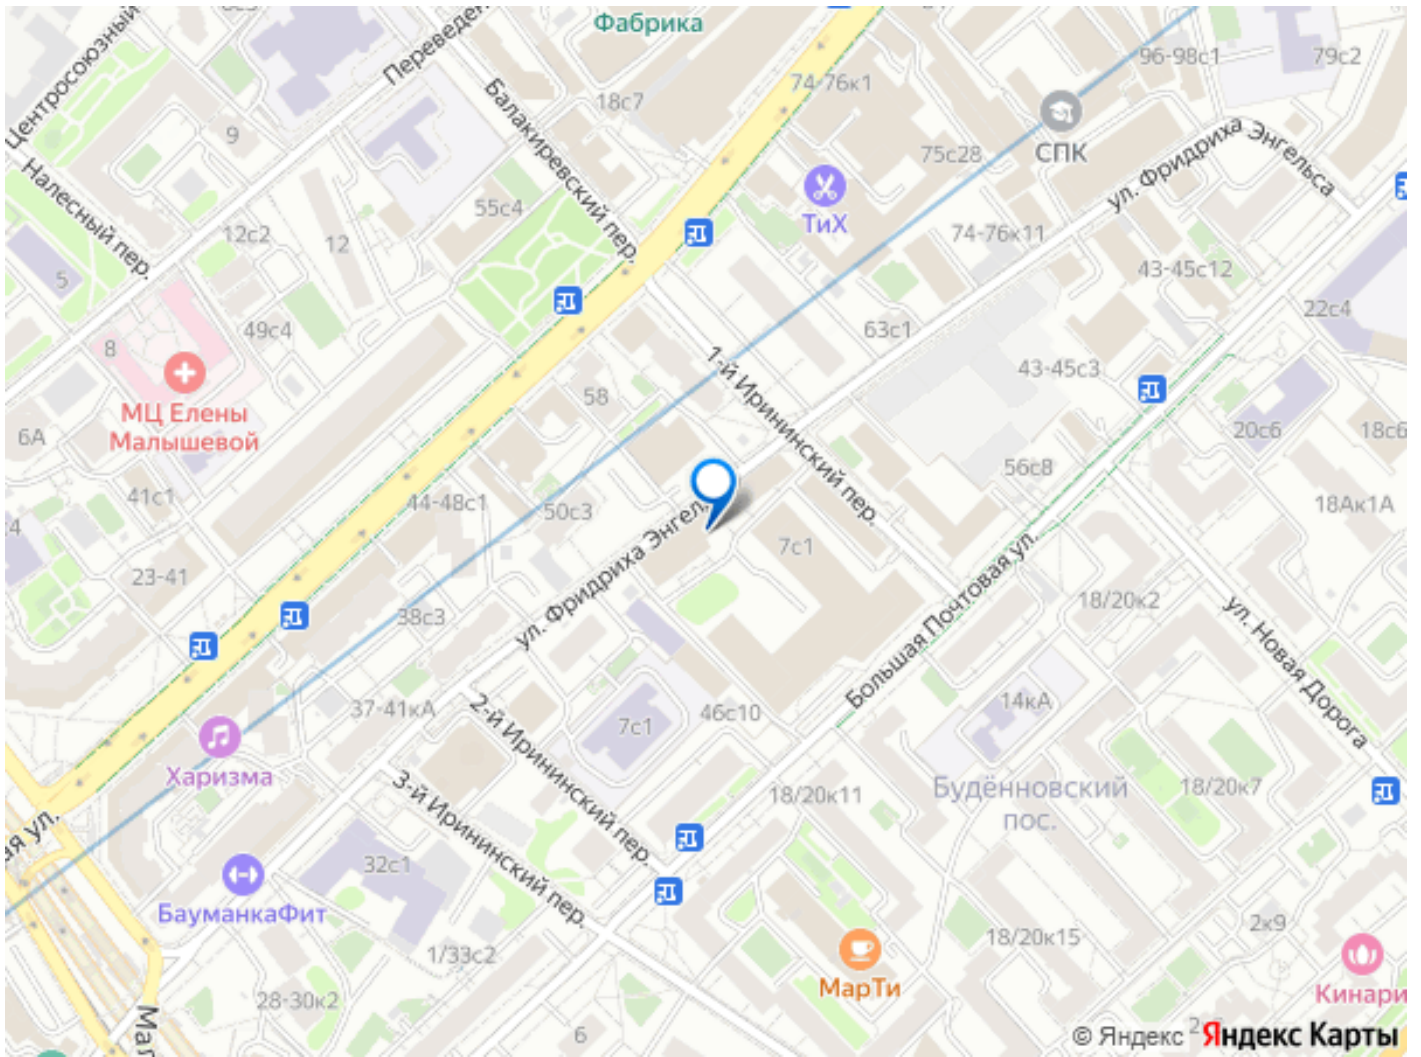 Фабрика
Центросоюзный
Переведен
74-76к1
96-98с1
79с2
18с7
9
Балакиревский пер.
75с28
СПК
ул. Фридриха Энгельса
Налесный пер.
55с4
ТиХ
12с2
12
74-76к11
43-45с12
5
49с4
63с1
22с4
8
1-й Ирининский пер.
43-45с3
МЦ Елены
Малышевой
58
6А
20с6
18с6
56с8
41с1
44-48с1
50с3
18Ак1А
ул. Фридриха Энгель
7с1
23-41
38с3
Большая Почтовая ул.
18/20к2
ул. Новая Дорога
37-41кА
2-й Ирининский пер.
46с10
7с1
14кА
Харизма
3-й Ирининский пер.
18/20к11
Будённовский
пос.
18/20к7
ая ул.
32с1
БауманкаФит
1/33с2
18/20к15
2к9
МарТи
28-30к2
Кинари
6
© Яндекс
Яндекс Карты